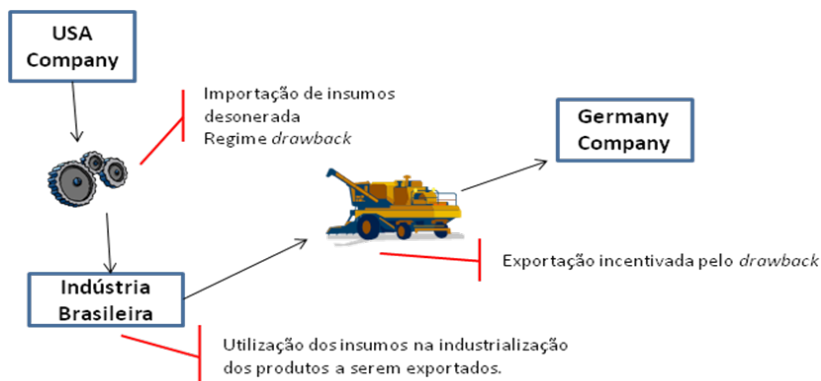 USA
Company
Importação de insumos
desonerada
Regime drawback
Germany
Company
Exportação incentivada pelo drawback
Indústria
Brasileira
Utilização dos insumos na industrialização
dos produtos a serem exportados.